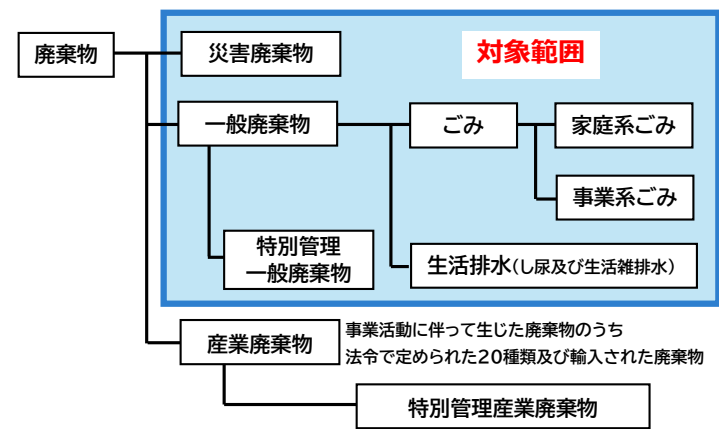 廃棄物
災害廃棄物
対象範囲
一般廃棄物
ごみ
家庭系ごみ
事業系ごみ
特別管理
一般廃棄物
生活排水(し尿及び生活雑排水)
産業廃棄物
事業活動に伴って生じた廃棄物のうち
法令で定められた20種類及び輸入された廃棄物
特別管理産業廃棄物